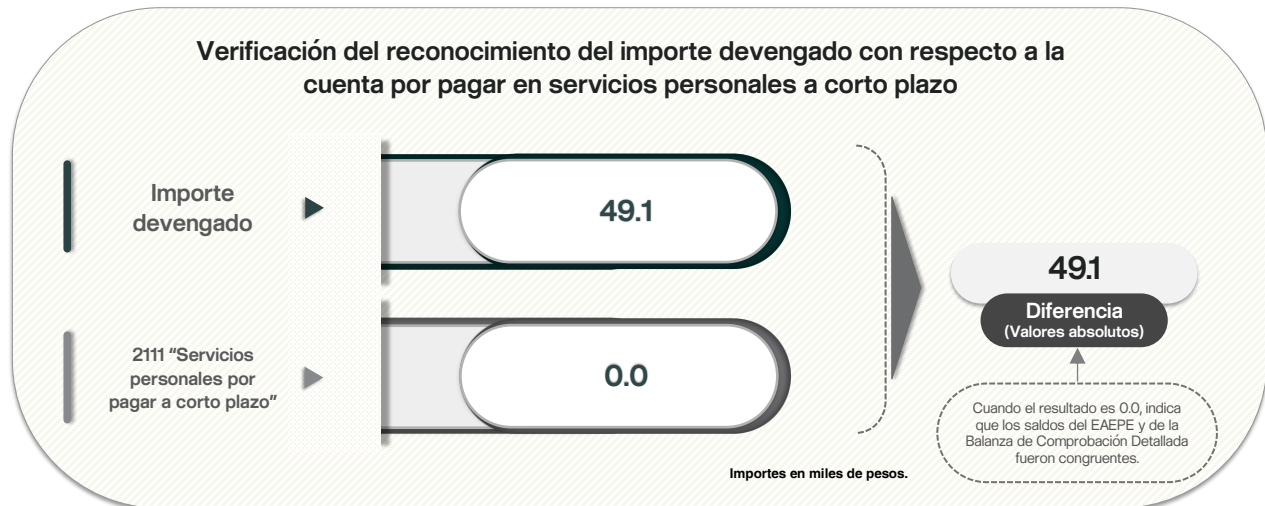 Verificación del reconocimiento del importe devengado con respecto a la
cuenta por pagar en servicios personales a corto plazo
Importe
devengado
49.1
2111 “Servicios
personales por
pagar a corto plazo”
0.0
49.1
Diferencia
(Valores absolutos)
Cuando el resultado es 0.0, indica
que los saldos del EAEPE y de la
Balanza de Comprobación Detallada
fueron congruentes.
Importes en miles de pesos.